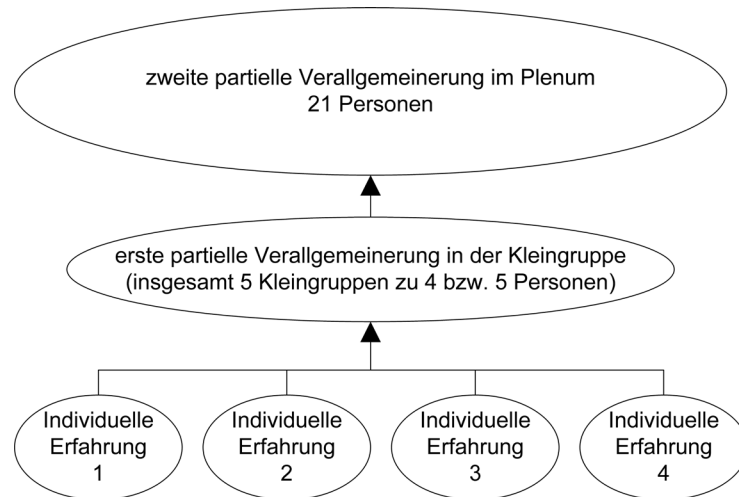 zweite partielle Verallgemeinerung im Plenum
21 Personen
erste partielle Verallgemeinerung in der Kleingruppe
(insgesamt 5 Kleingruppen zu 4 bzw. 5 Personen)
Individuelle
Erfahrung
1
Individuelle
Erfahrung
2
Individuelle
Erfahrung
3
Individuelle
Erfahrung
4